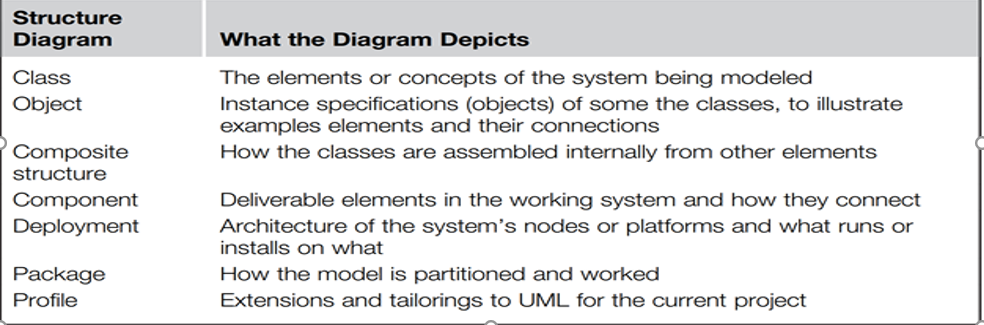 Structure
Diagram What the Diagram Depicts
Class The elements or concepts of the system being modeled
Object Instance specifications (objects) of some the classes, to illustrate
examples elements and their connections
Composite How the classes are assembled internally from other elements
structure
Component Deliverable elements in the working system and how they connect
Deployment Architecture of the system's nodes or platforms and what runs or
installs on what
Package How the model is partitioned and worked
Profile Extensions and tailorings to UML for the current project